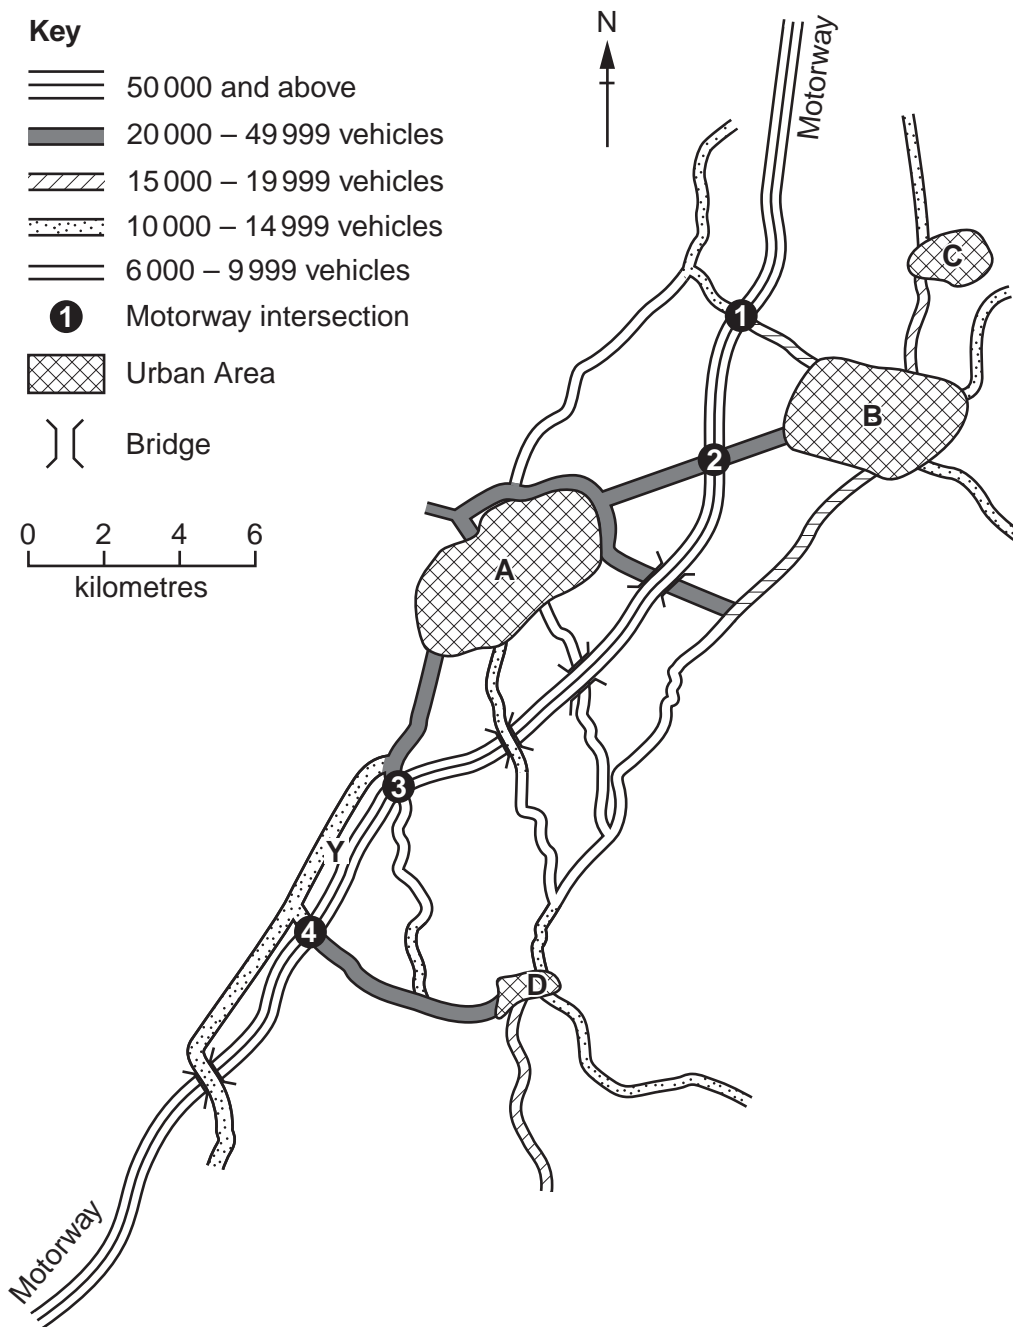 Key
50 000 and above
20 000 – 49 999 vehicles
15 000 – 19 999 vehicles
10 000 – 14 999 vehicles
6 000 – 9 999 vehicles
1 Motorway intersection
Urban Area
Bridge
0 2 4 6
kilometres
N
Motorway
C
1
B
2
A
3
Y
4
D
Motorway